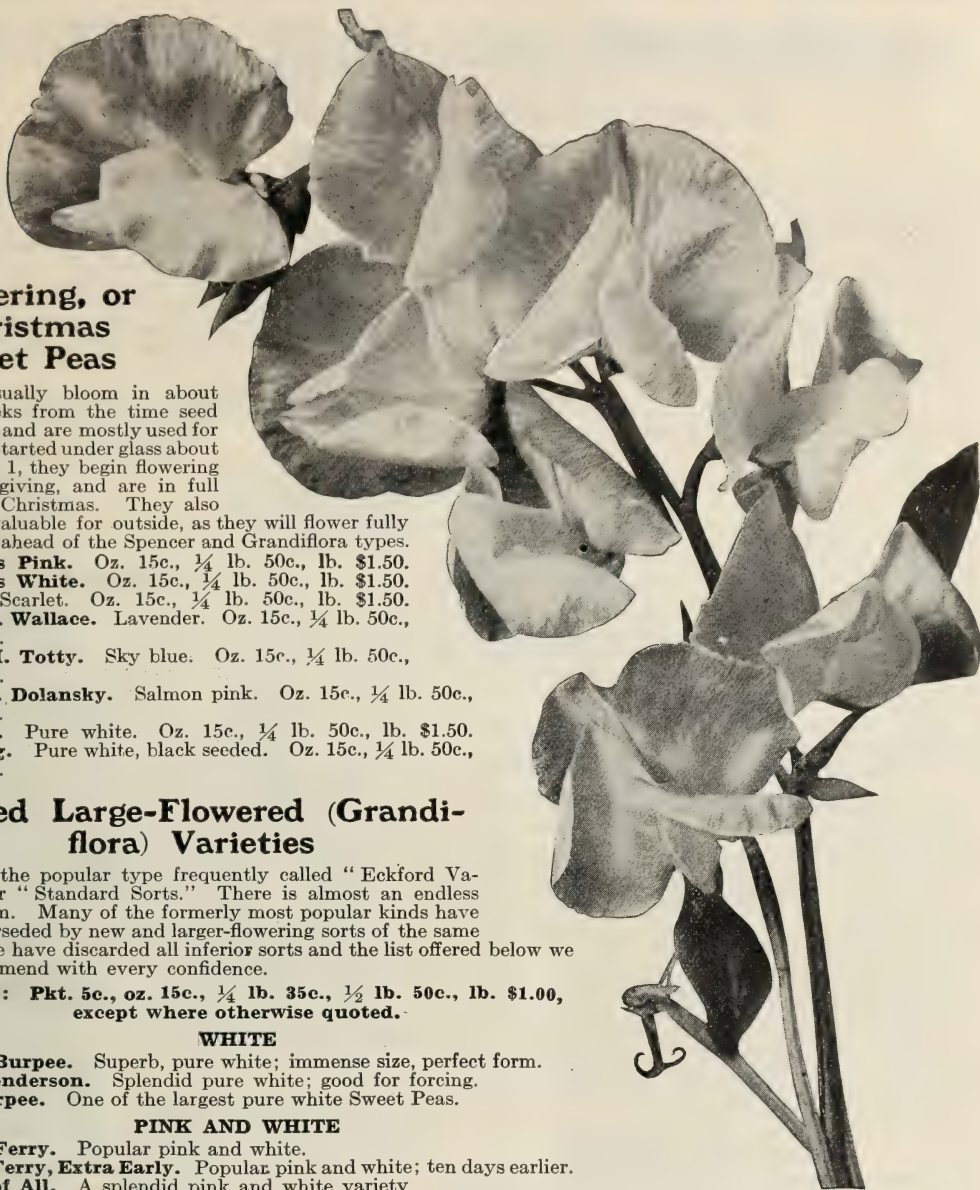 ering, or
ristmas
et Peas
sually bloom in about
ks from the time seed
and are mostly used for
tarted under glass about
1, they begin flowering
giving, and are in full
Christmas. They also
aluable for outside, as they will flower fully
ahead of the Spencer and Grandiflora types.
s Pink. Oz. 15c., ¼ lb. 50c., lb. $1.50.
s White. Oz. 15c., ¼ lb. 50c., lb. $1.50.
Scarlet. Oz. 15c., ¼ lb. 50c., lb. $1.50.
. Wallace. Lavender. Oz. 15c., ¼ lb. 50c.,
. Totty. Sky blue. Oz. 15c., ¼ lb. 50c.,
. Dolansky. Salmon pink. Oz. 15c., ¼ lb. 50c.,
. Pure white. Oz. 15c., ¼ lb. 50c., lb. $1.50.
g. Pure white, black seeded. Oz. 15c., ¼ lb. 50c.,
ed Large-Flowered (Grandi-
flora) Varieties
the popular type frequently called " Eckford Va-
r " Standard Sorts." There is almost an endless
n. Many of the formerly most popular kinds have
rseded by new and larger-flowering sorts of the same
e have discarded all inferior sorts and the list offered below we
mend with every confidence.
: Pkt. 5c., oz. 15c., ¼ lb. 35c., ½ lb. 50c., lb. $1.00,
except where otherwise quoted.
WHITE
Burpee. Superb, pure white; immense size, perfect form.
nderson. Splendid pure white; good for forcing.
rpee. One of the largest pure white Sweet Peas.
PINK AND WHITE
Ferry. Popular pink and white.
Ferry, Extra Early. Popular pink and white; ten days earlier.
of All. A splendid pink and white variety